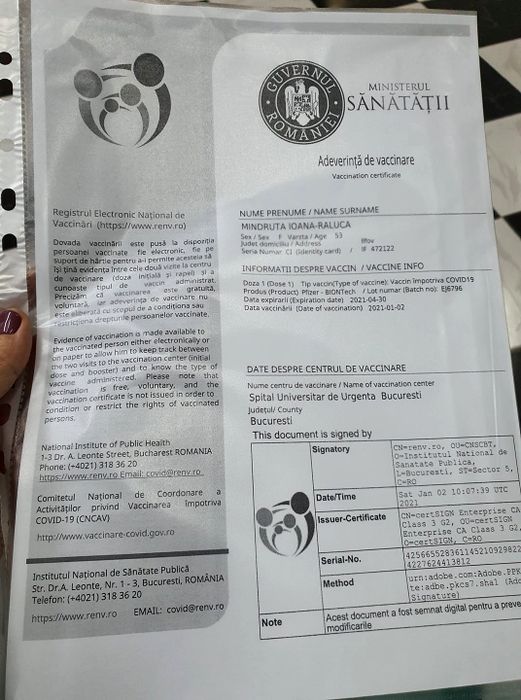 GUVERNUL ROMÂNIEI
MINISTERUL
SĂNĂTĂȚII
Adeverință de vaccinare
Vaccination certificate
Registrul Electronic Național de
Vaccinări (https://www.renv.ro)
Dovada vaccinării este pusă la dispoziția
persoanei vaccinate fie electronic, fie pe
suport de hârtie pentru a-i permite acesteia să
își țină evidența între cele două vizite la centru
de vaccinare (doza inițială și rapel) și a
cunoaște tipul de vaccin administrat.
Precizăm că vaccinarea este gratuită,
voluntară, iar adeverința de vaccinare nu
este eliberată cu scopul de a condiționa sau
restricționa drepturile persoanelor vaccinate.
Evidence of vaccination is made available to
the vaccinated person either electronically or
on paper to allow him to keep track between
the two visits to the vaccination center (initial
dose and booster) and to know the type of
vaccine administered. Please note that
vaccination is free, voluntary, and the
vaccination certificate is not issued in order to
condition or restrict the rights of vaccinated
persons.
National Institute of Public Health
1-3 Dr. A. Leonte Street, Bucharest ROMANIA
Phone: (+4021) 318 36 20
https://www.renv.ro Email: covid@renv.ro
Comitetul Național de Coordonare a
Activităților privind Vaccinarea împotriva
COVID-19 (CNCAV)
http://www.vaccinare-covid.gov.ro
Institutul Național de Sănătate Publică
Str. Dr.A. Leonte, Nr. 1 - 3, Bucuresti, ROMÂNIA
Telefon: (+4021) 318 36 20
https://www.renv.ro EMAIL: covid@renv.ro
NUME PRENUME / NAME SURNAME
MINDRUTA IOANA-RALUCA
Sex / Sex F Varsta / Age 53
Judet domiciliu / Address Ilfov
Seria Numar CI (Identity card) / IF 472122
INFORMATII DESPRE VACCIN / VACCINE INFO
Doza 1 (Dose 1) Tip vaccin(Type of vaccine): Vaccin împotriva COVID19
Produs (Product) Pfizer - BIONTech / Lot numar (Batch no): EJ6796
Data expirarii (Expiration date) 2021-04-30
Data vaccinării (Date of vaccination) 2021-01-02
DATE DESPRE CENTRUL DE VACCINARE
Nume centru de vaccinare / Name of vaccination center
Spital Universitar de Urgenta Bucuresti
Județul/ County
Bucuresti
This document is signed by
Signatory
CN=renv.ro, OU=CNSCBT,
O=Institutul National de
Sanatate Publica,
L=Bucuresti, ST=Sector 5,
C=RO
Date/Time
Sat Jan 02 10:07:39 UTC
2021
Issuer-Certificate
CN=certSIGN Enterprise CA
Class 3 G2, OU=certSIGN
Enterprise CA Class 3 G2,
O=certSIGN, C=RO
Serial-No.
425665528361145210929822
4227624413812
Method
urn:adobe.com:Adobe.PPK
te:adbe.pkcs7.sha1 (Ado
Signature)
Note
Acest document a fost semnat digital pentru a preve
modificarile